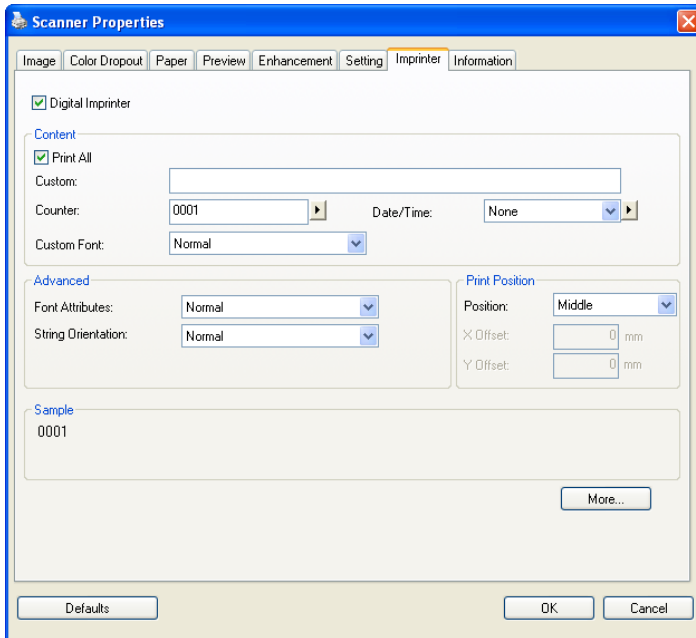 Scanner Properties
Image Color Dropout Paper Preview Enhancement Setting Imprinter Information
Digital Imprinter
Content
Print All
Custom:
Counter: 0001 Date/Time: None
Custom Font: Normal
Advanced
Font Attributes: Normal
String Orientation: Normal
Print Position
Position: Middle
X Offset: 0 mm
Y Offset: 0 mm
Sample
0001
More...
Defaults OK Cancel